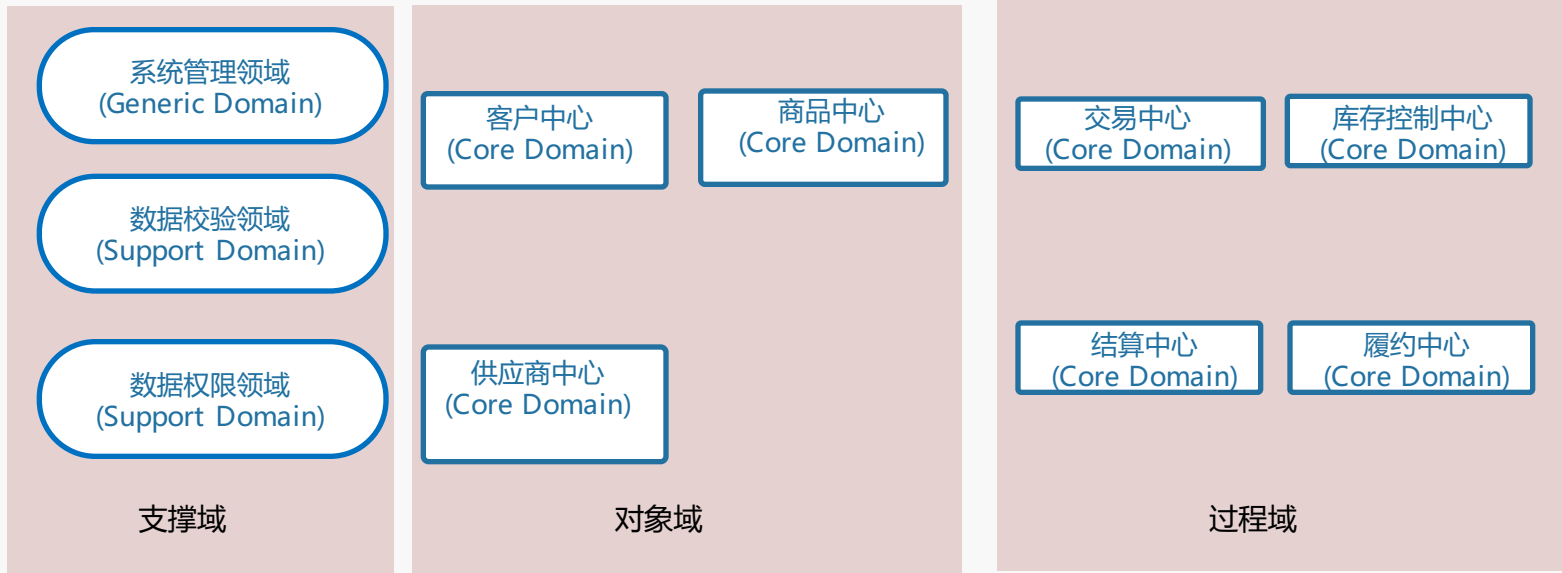 系统管理领域
(Generic Domain)
数据校验领域
(Support Domain)
数据权限领域
(Support Domain)
支撑域
客户中心
(Core Domain)
商品中心
(Core Domain)
供应商中心
(Core Domain)
对象域
交易中心
(Core Domain)
库存控制中心
(Core Domain)
结算中心
(Core Domain)
履约中心
(Core Domain)
过程域